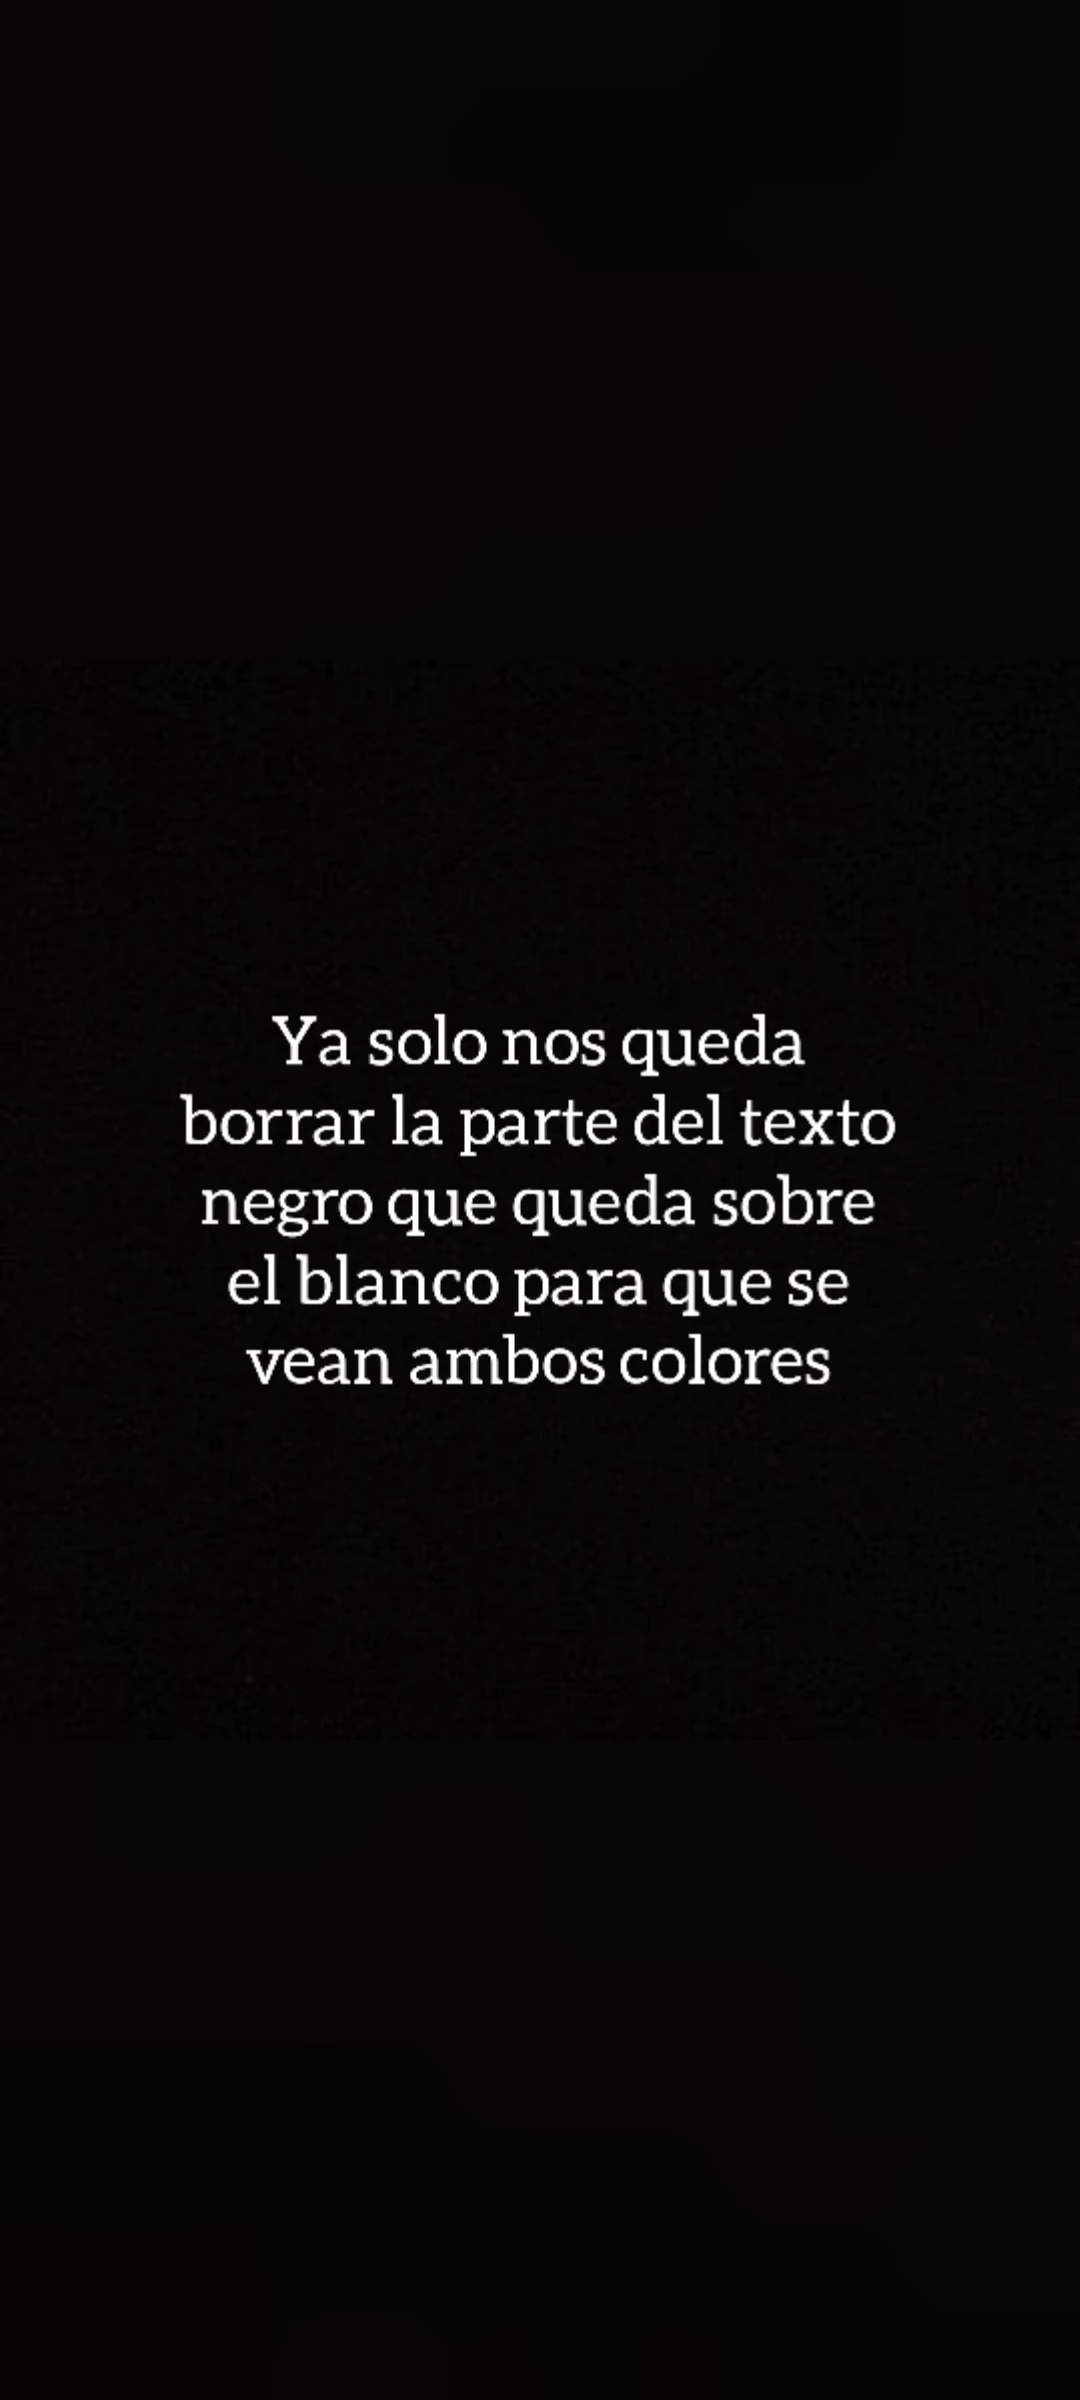 Ya solo nos queda
borrar la parte del texto
negro que queda sobre
el blanco para que se
vean ambos colores